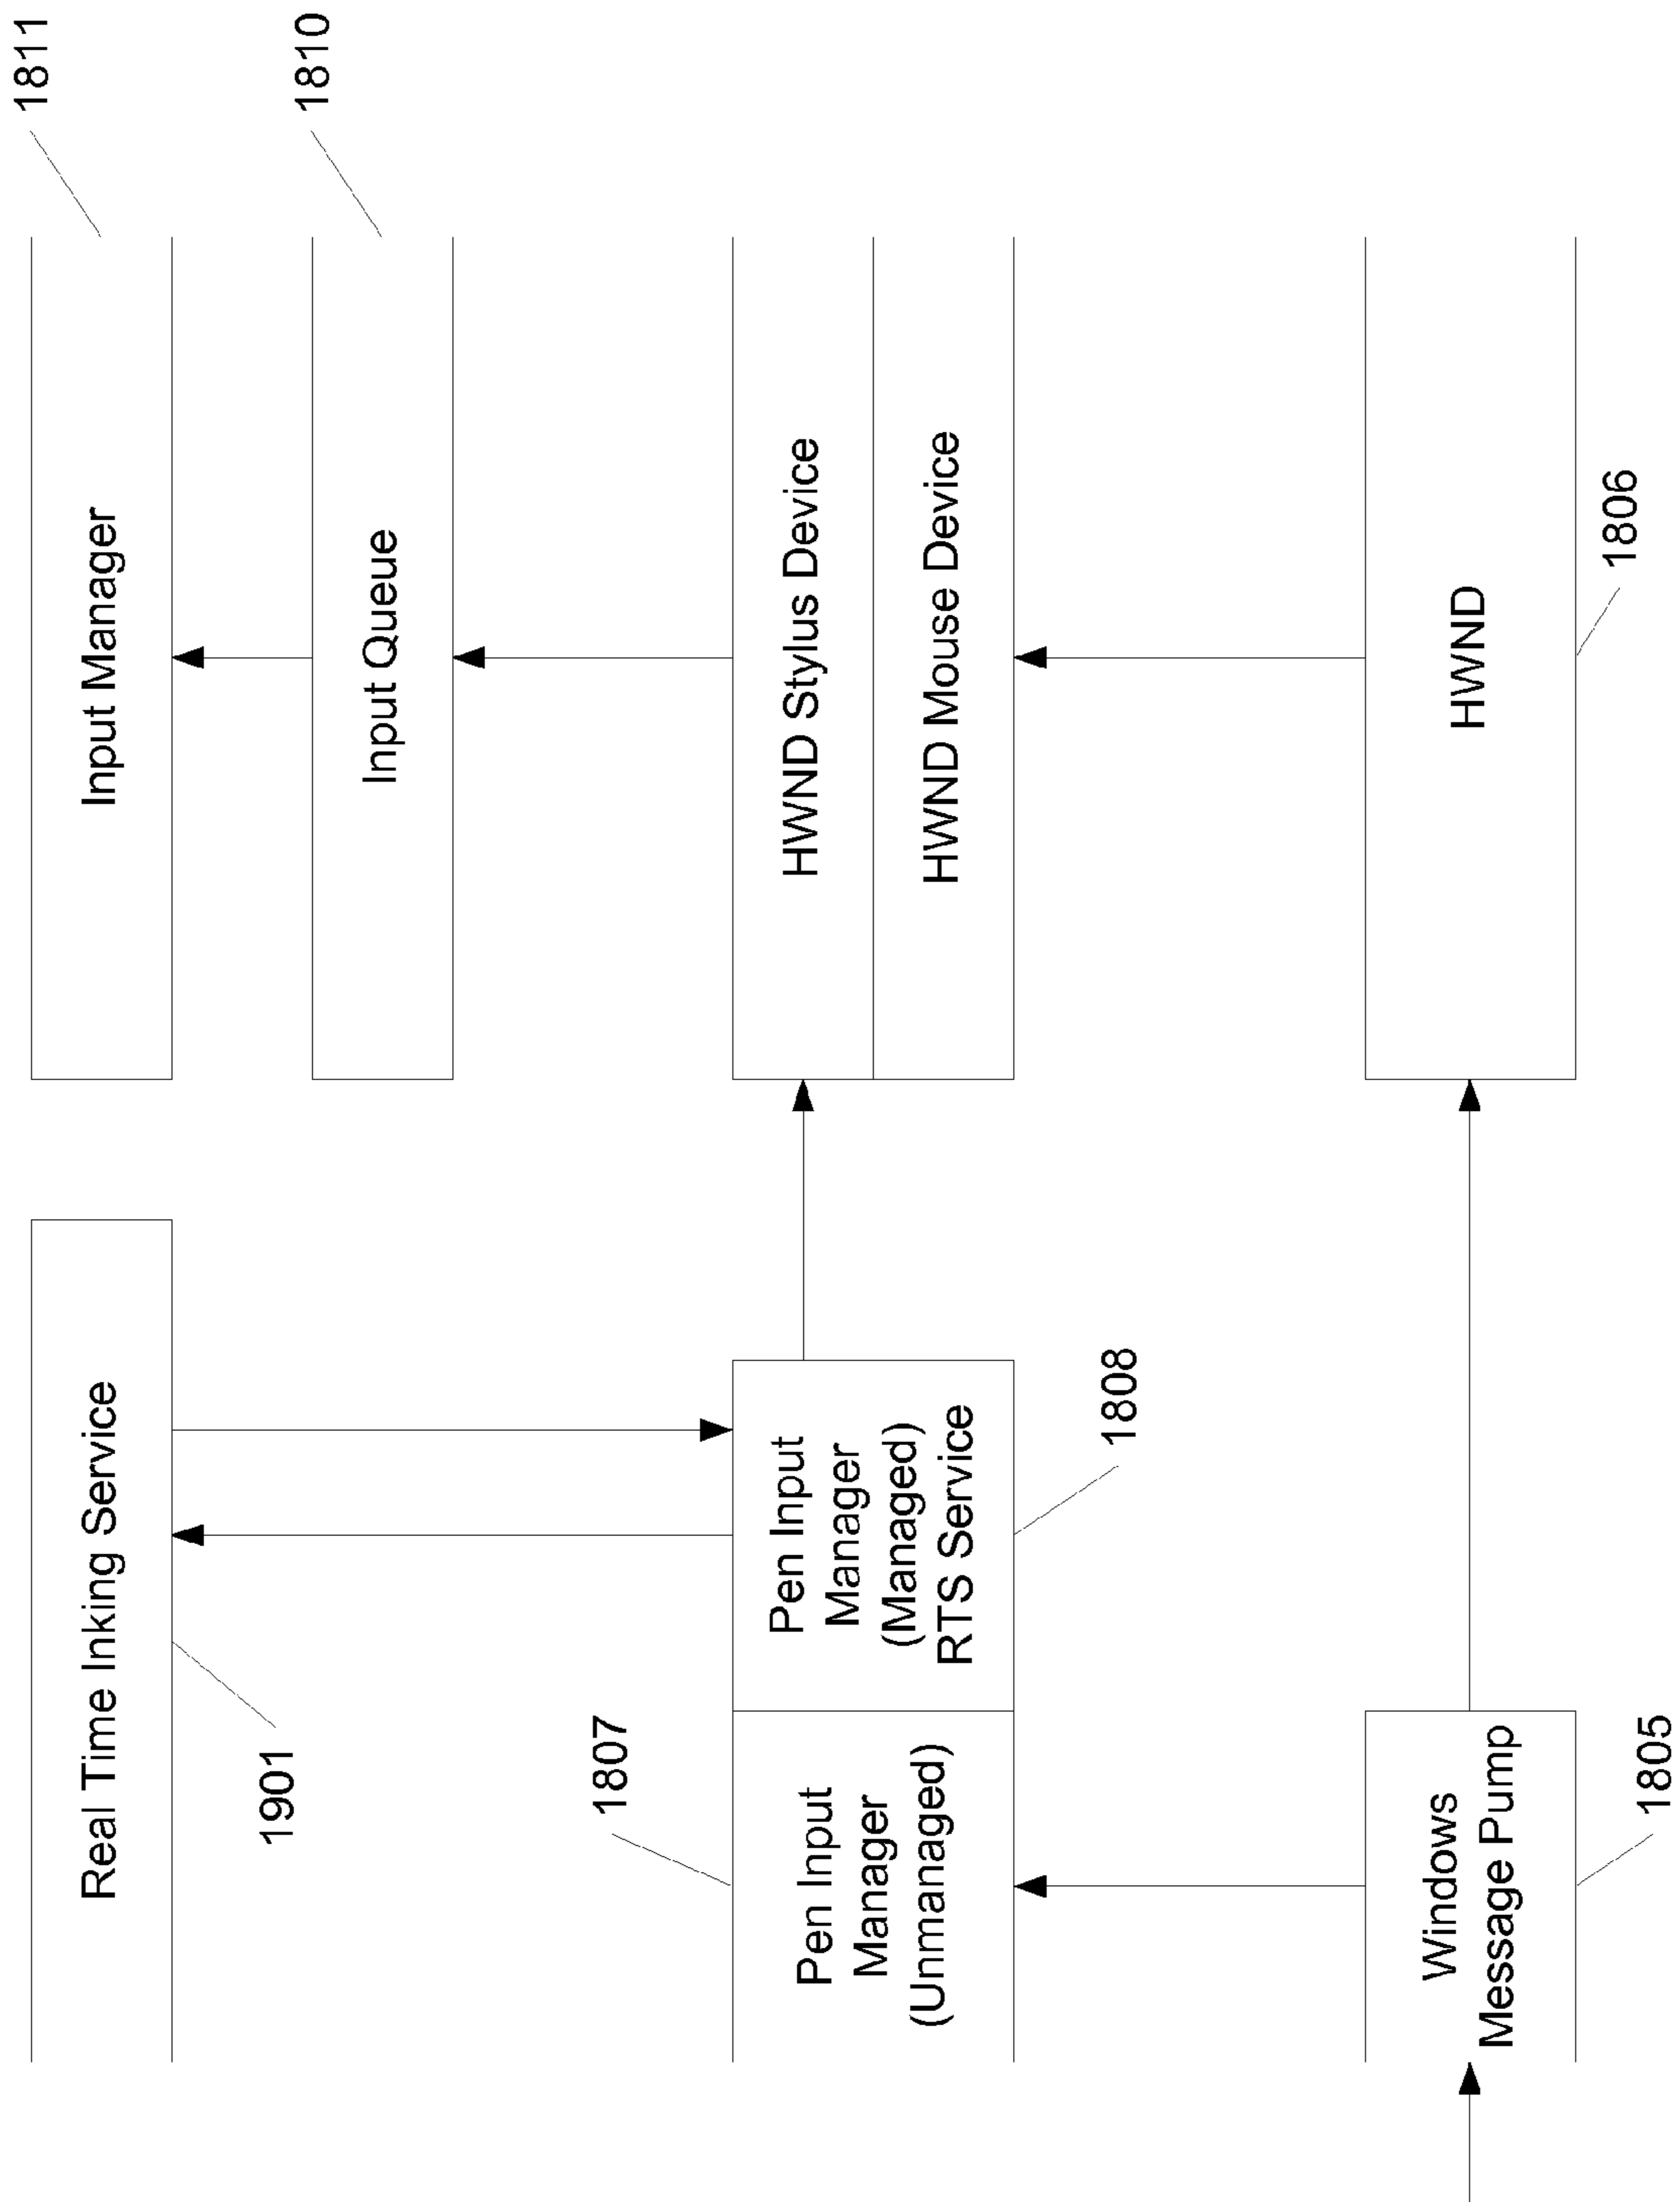 1811
Real Time Inking Service
Input Manager
1901
1810
Input Queue
1807
Pen Input
Manager
(Unmanaged)
Pen Input
Manager
(Managed)
RTS Service
HWND Stylus Device
HWND Mouse Device
1808
Windows
Message Pump
HWND
1805
1806